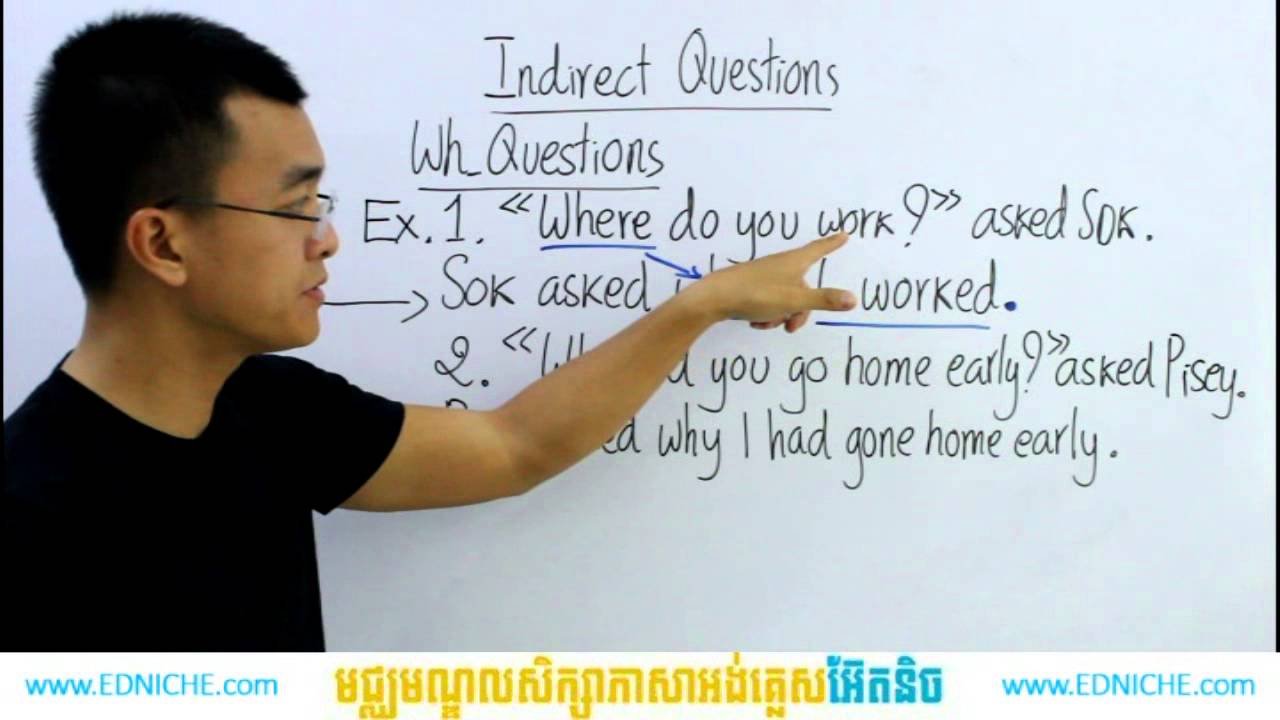 Indirect Questions
Wh_Questions
Ex. 1. «Where do you work?» asked Sok.
Sok asked I worked.
2. « you go home early?» asked Pisey.
why I had gone home early.
www.EDNICHE.com មជ្ឈមណ្ឌលសិក្សាភាសាអង់គ្លេសអ៊ែតនិច www.EDNICHE.com